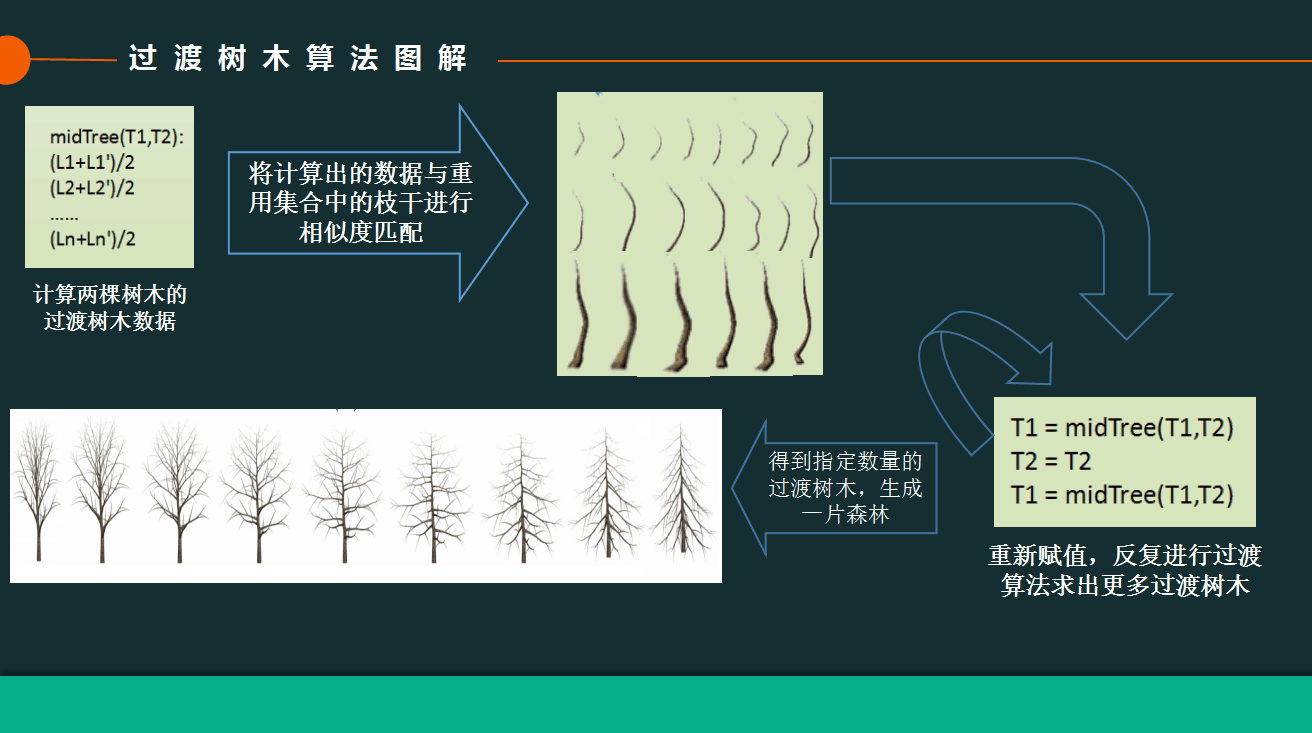 过渡树木算法图解
midTree(T1,T2):
(L1+L1')/2
(L2+L2')/2
......
(Ln+Ln')/2
计算两棵树木的
过渡树木数据
将计算出的数据与重
用集合中的枝干进行
相似度匹配
T1 = midTree(T1,T2)
T2 = T2
T1 = midTree(T1,T2)
重新赋值，反复进行过渡
算法求出更多过渡树木
得到指定数量的
过渡树木，生成
一片森林